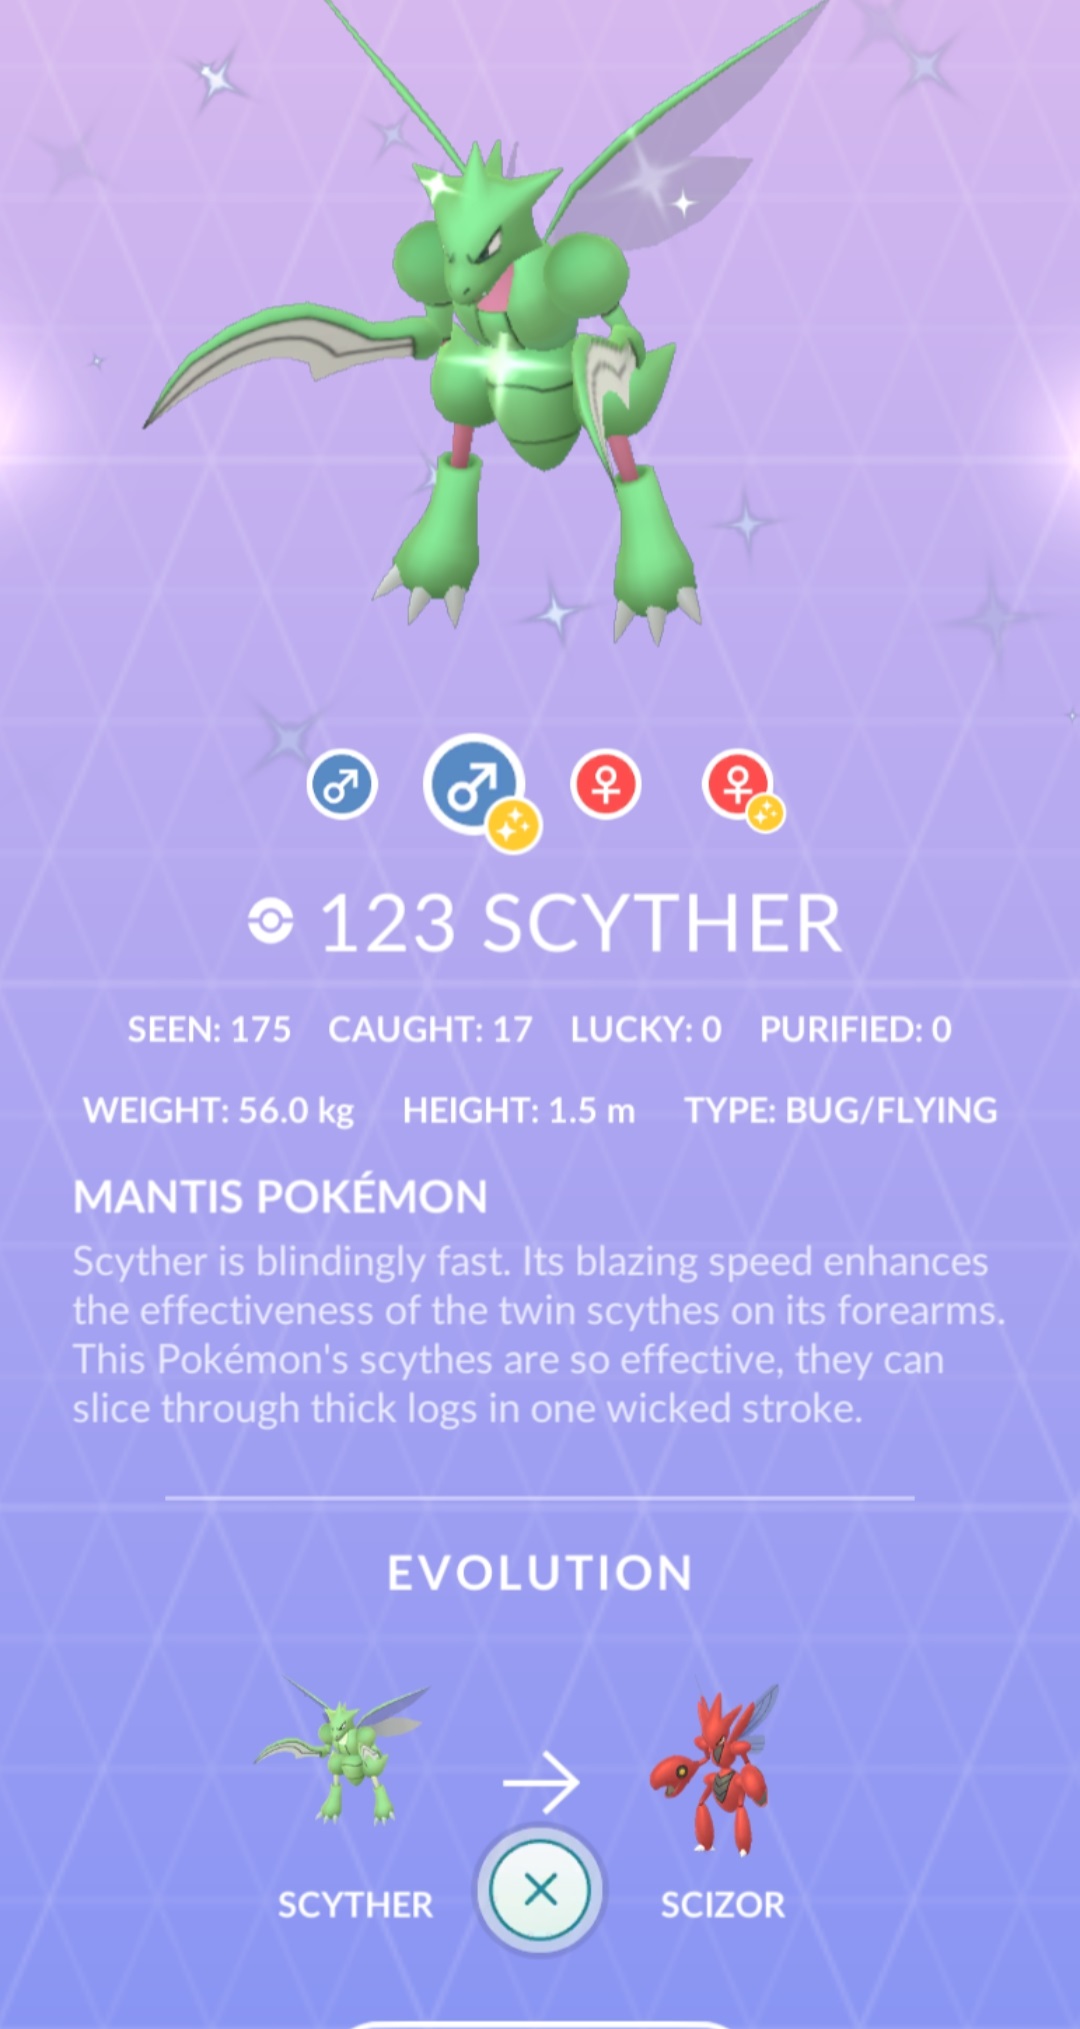 123 SCYTHER
SEEN: 175 CAUGHT: 17 LUCKY: 0 PURIFIED: 0
WEIGHT: 56.0 kg HEIGHT: 1.5 m TYPE: BUG/FLYING
MANTIS POKÉMON
Scyther is blindingly fast. Its blazing speed enhances
the effectiveness of the twin scythes on its forearms.
This Pokémon's scythes are so effective, they can
slice through thick logs in one wicked stroke.
EVOLUTION
SCYTHER SCIZOR